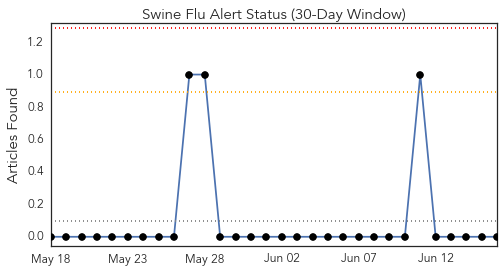 Swine Flu Alert Status (30-Day Window)
Articles Found
1.2
1.0
0.8
0.6
0.4
0.2
0.0
May 18
May 23
May 28
Jun 02
Jun 07
Jun 12